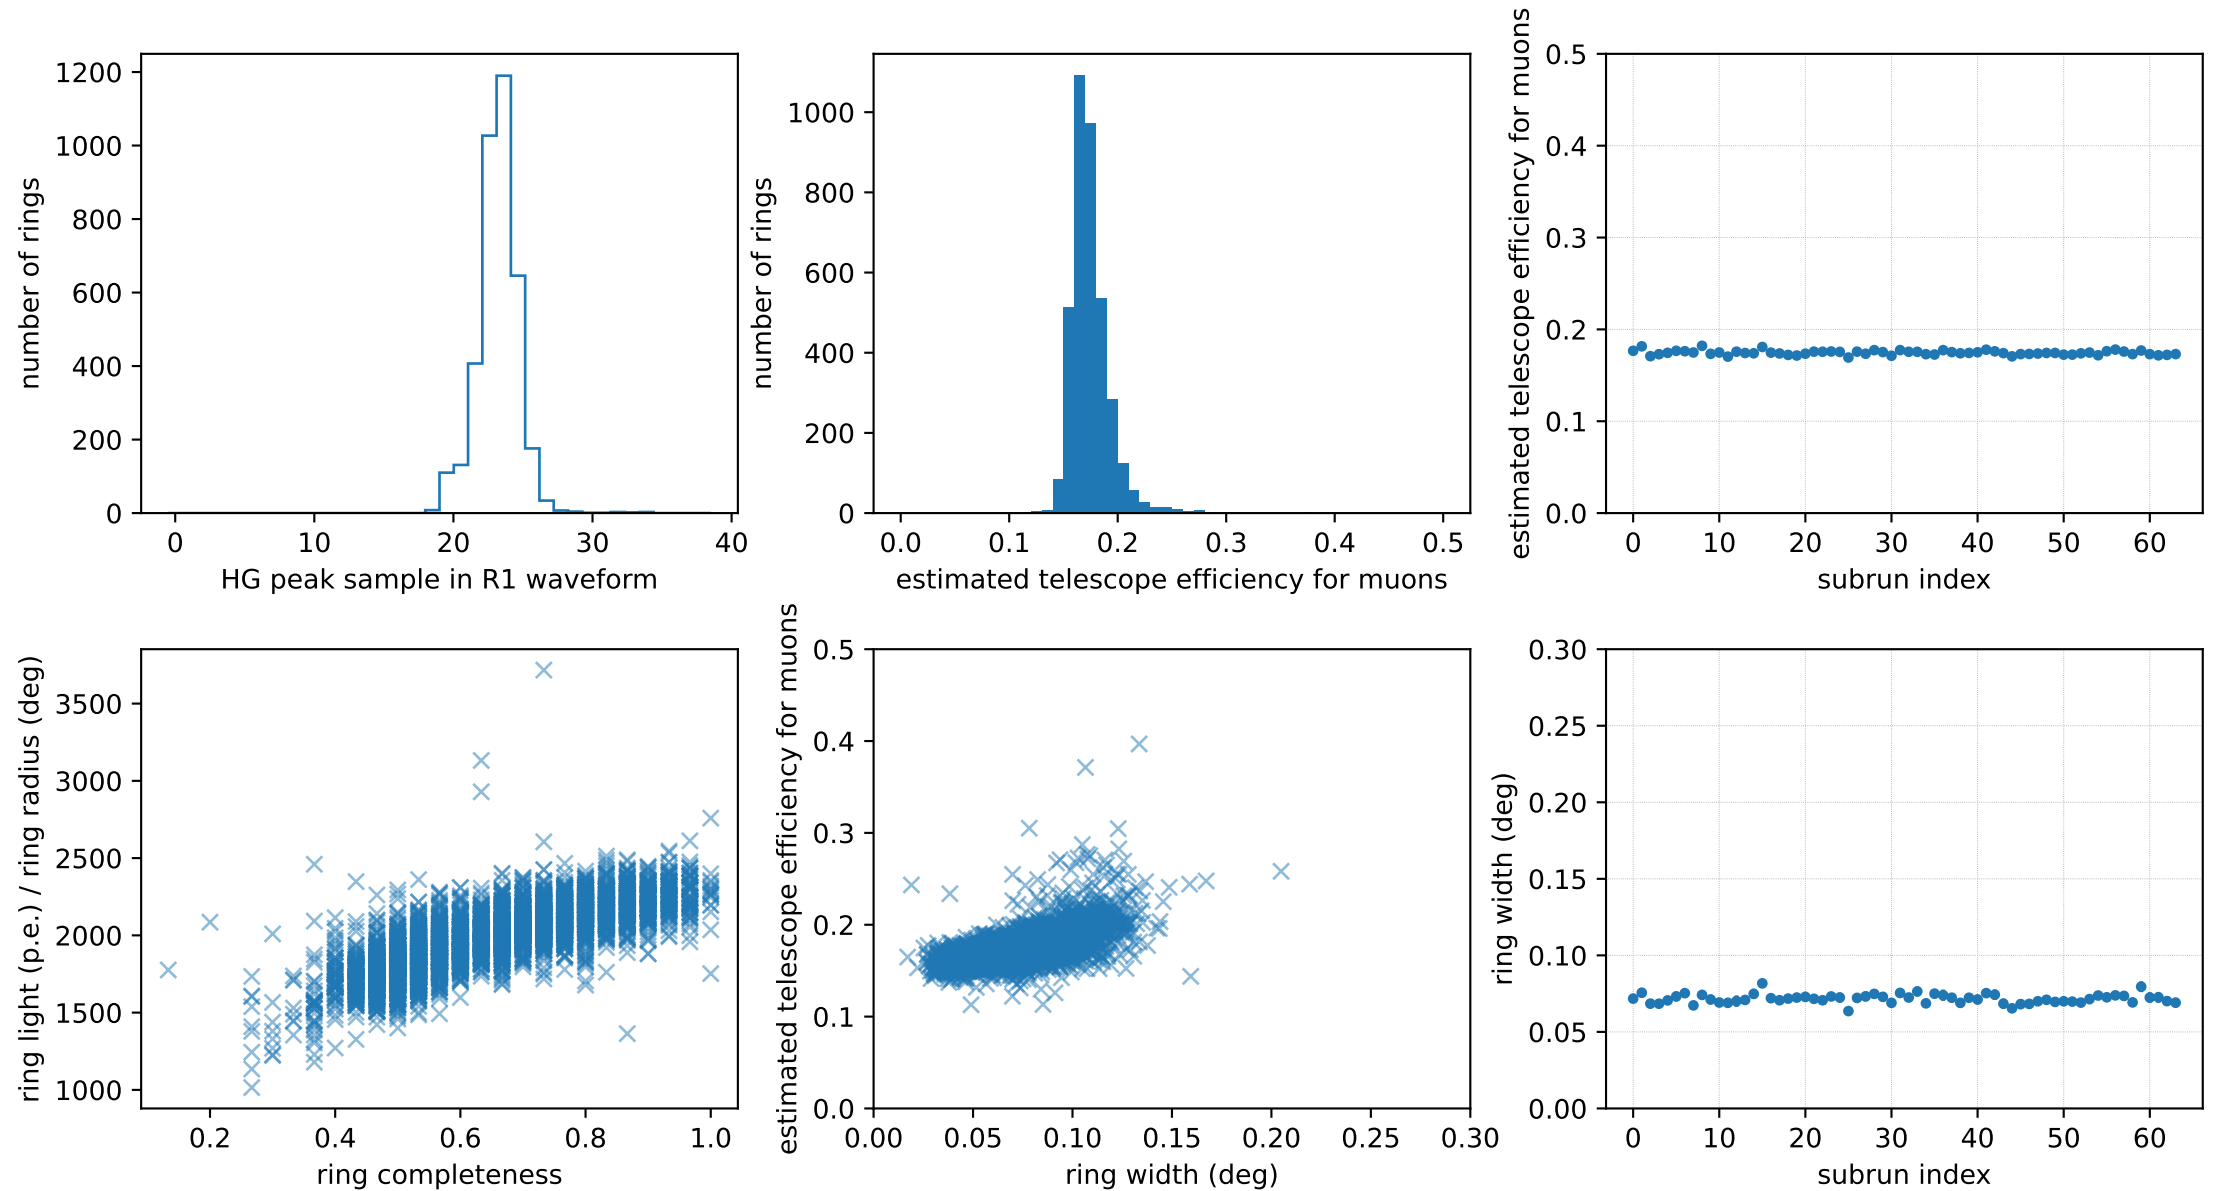 number of rings
1200
1000
800
600
400
200
0
0 10 20 30 40
HG peak sample in R1 waveform
number of rings
1000
800
600
400
200
0
0.0 0.1 0.2 0.3 0.4 0.5
estimated telescope efficiency for muons
estimated telescope efficiency for muons
0.5
0.4
0.3
0.2
0.1
0.0
0 10 20 30 40 50 60
subrun index
ring light (p.e.) / ring radius (deg)
3500
3000
2500
2000
1500
1000
0.2 0.4 0.6 0.8 1.0
ring completeness
estimated telescope efficiency for muons
0.5
0.4
0.3
0.2
0.1
0.0
0.00 0.05 0.10 0.15 0.20 0.25 0.30
ring width (deg)
ring width (deg)
0.30
0.25
0.20
0.15
0.10
0.05
0.00
0 10 20 30 40 50 60
subrun index